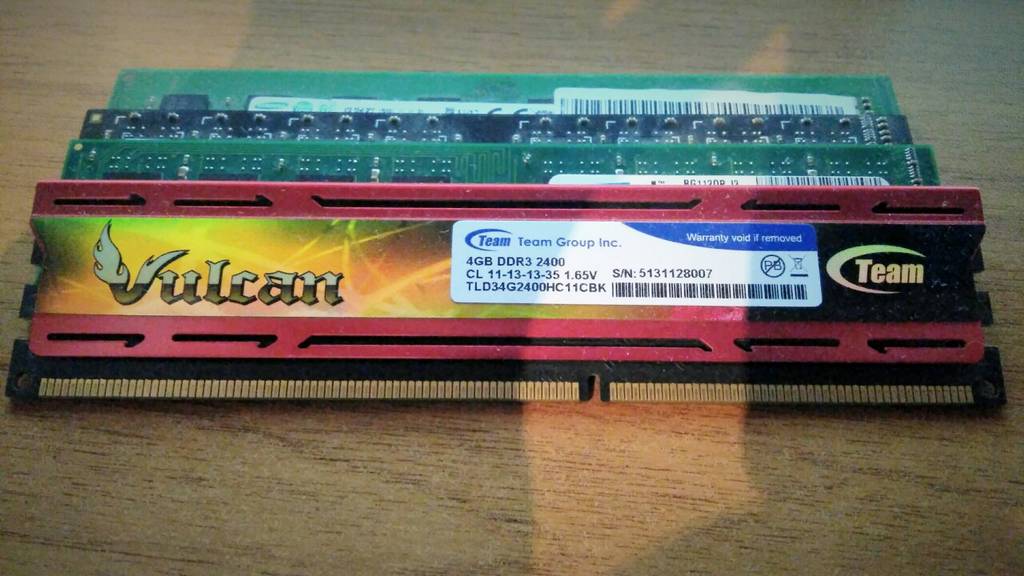 Vulcan
Team Team Group Inc.
Warranty void if removed
4GB DDR3 2400
CL 11-13-13-35 1.65V S/N: 5131128007
TLD34G2400HC11CBK
Pb
Team